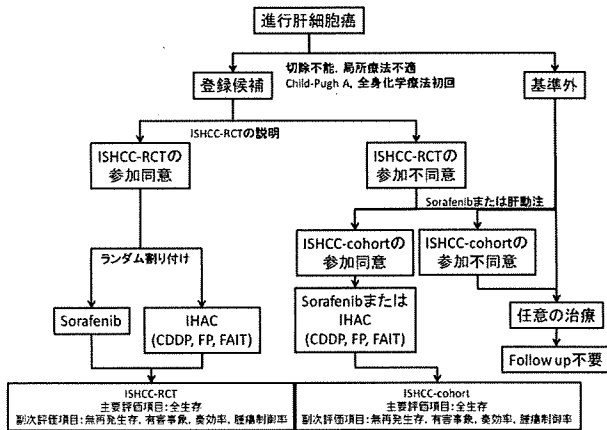 進行肝細胞癌
切除不能, 局所療法不適
Child-Pugh A, 全身化学療法初回
登録候補
基準外
ISHCC-RCTの説明
ISHCC-RCTの
参加同意
ISHCC-RCTの
参加不同意
Sorafenibまたは肝動注
ISHCC-cohortの
参加同意
ISHCC-cohortの
参加不同意
ランダム割り付け
Sorafenib
IHAC
(CDDP, FP, FAIT)
Sorafenibまたは
IHAC
(CDDP, FP, FAIT)
任意の治療
Follow up不要
ISHCC-RCT
主要評価項目:全生存
副次評価項目:無再発生存, 有害事象, 奏効率, 腫瘍制御率
ISHCC-cohort
主要評価項目:全生存
副次評価項目:無再発生存, 有害事象, 奏効率, 腫瘍制御率